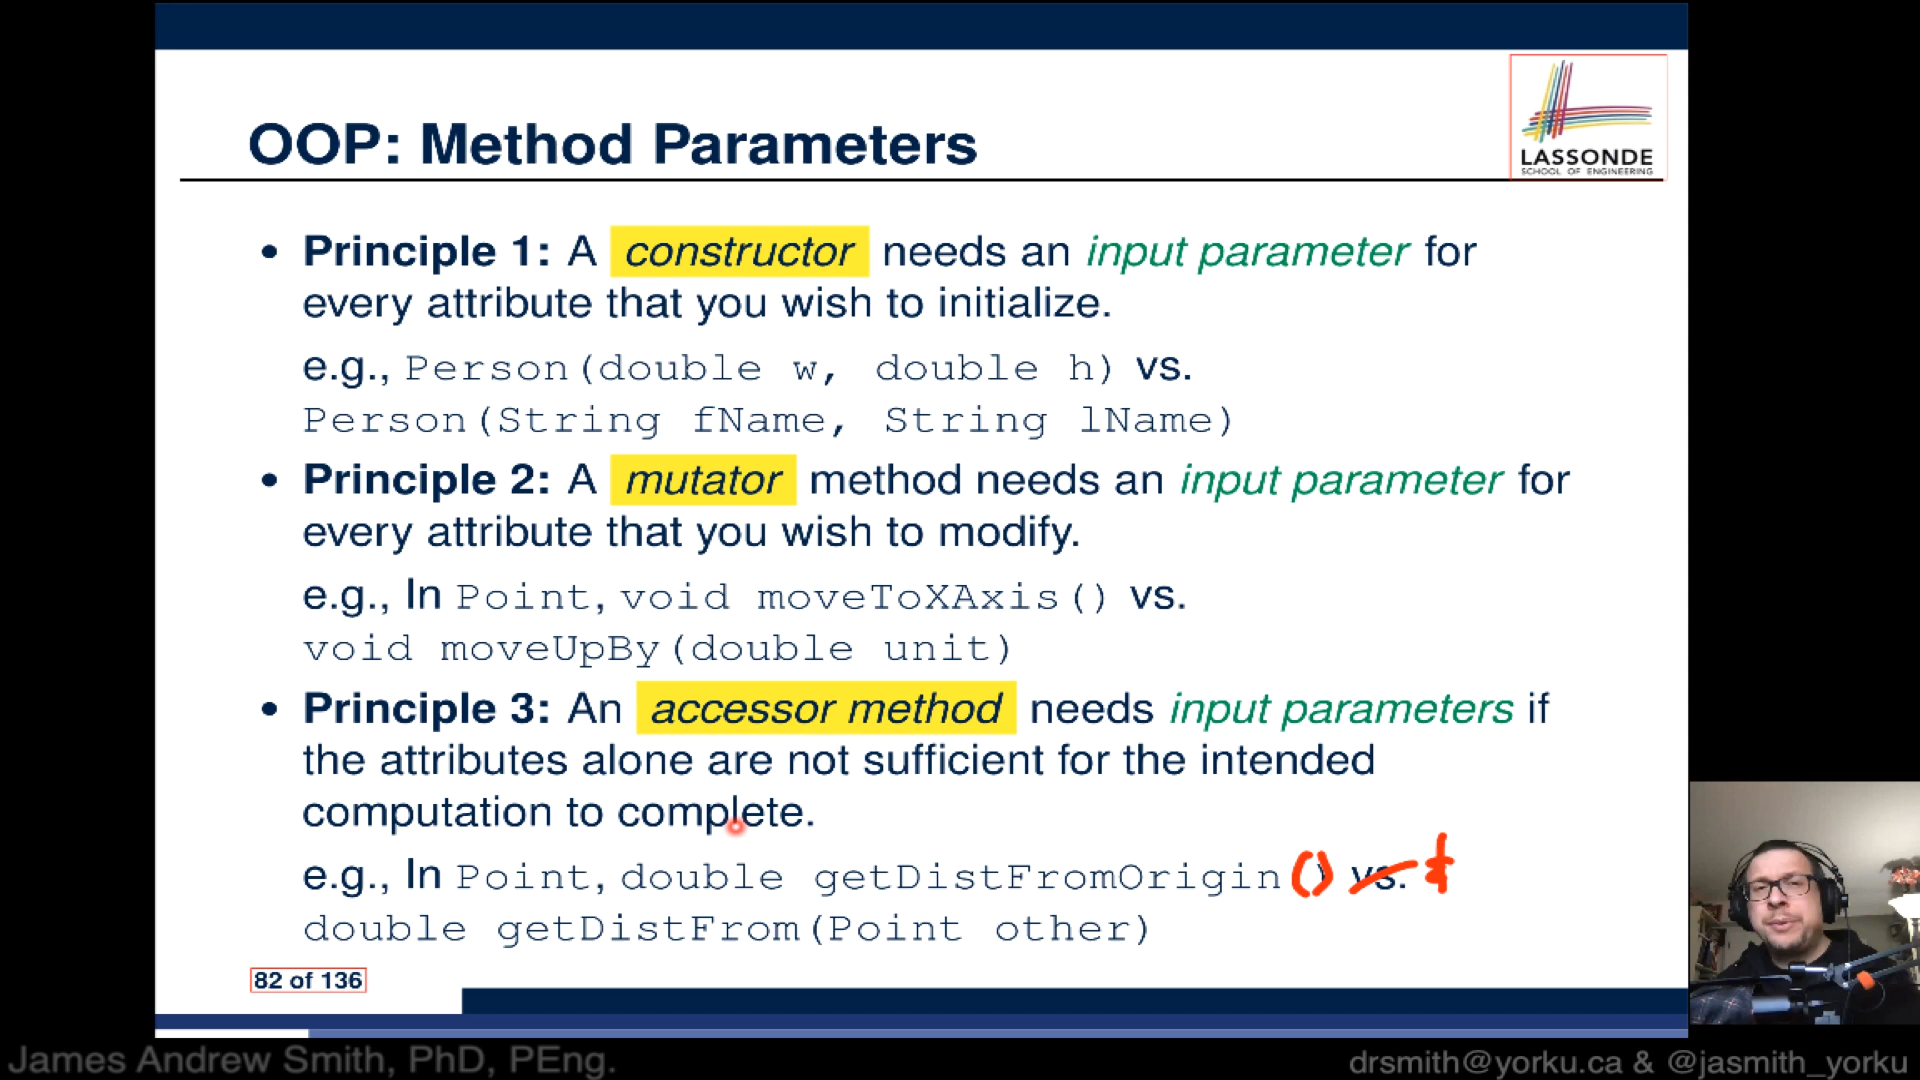 LASSONDE
SCHOOL OF ENGINEERING
OOP: Method Parameters
• Principle 1: A constructor needs an input parameter for
every attribute that you wish to initialize.
e.g., Person(double w, double h) vs.
Person(String fName, String lName)
• Principle 2: A mutator method needs an input parameter for
every attribute that you wish to modify.
e.g., In Point, void moveToXAxis() vs.
void moveUpBy(double unit)
• Principle 3: An accessor method needs input parameters if
the attributes alone are not sufficient for the intended
computation to complete.
e.g., In Point, double getDistFromOrigin() vs.
double getDistFrom(Point other)
82 of 136
James Andrew Smith, PhD, PEng.
drsmith@yorku.ca & @jasmith_yorku